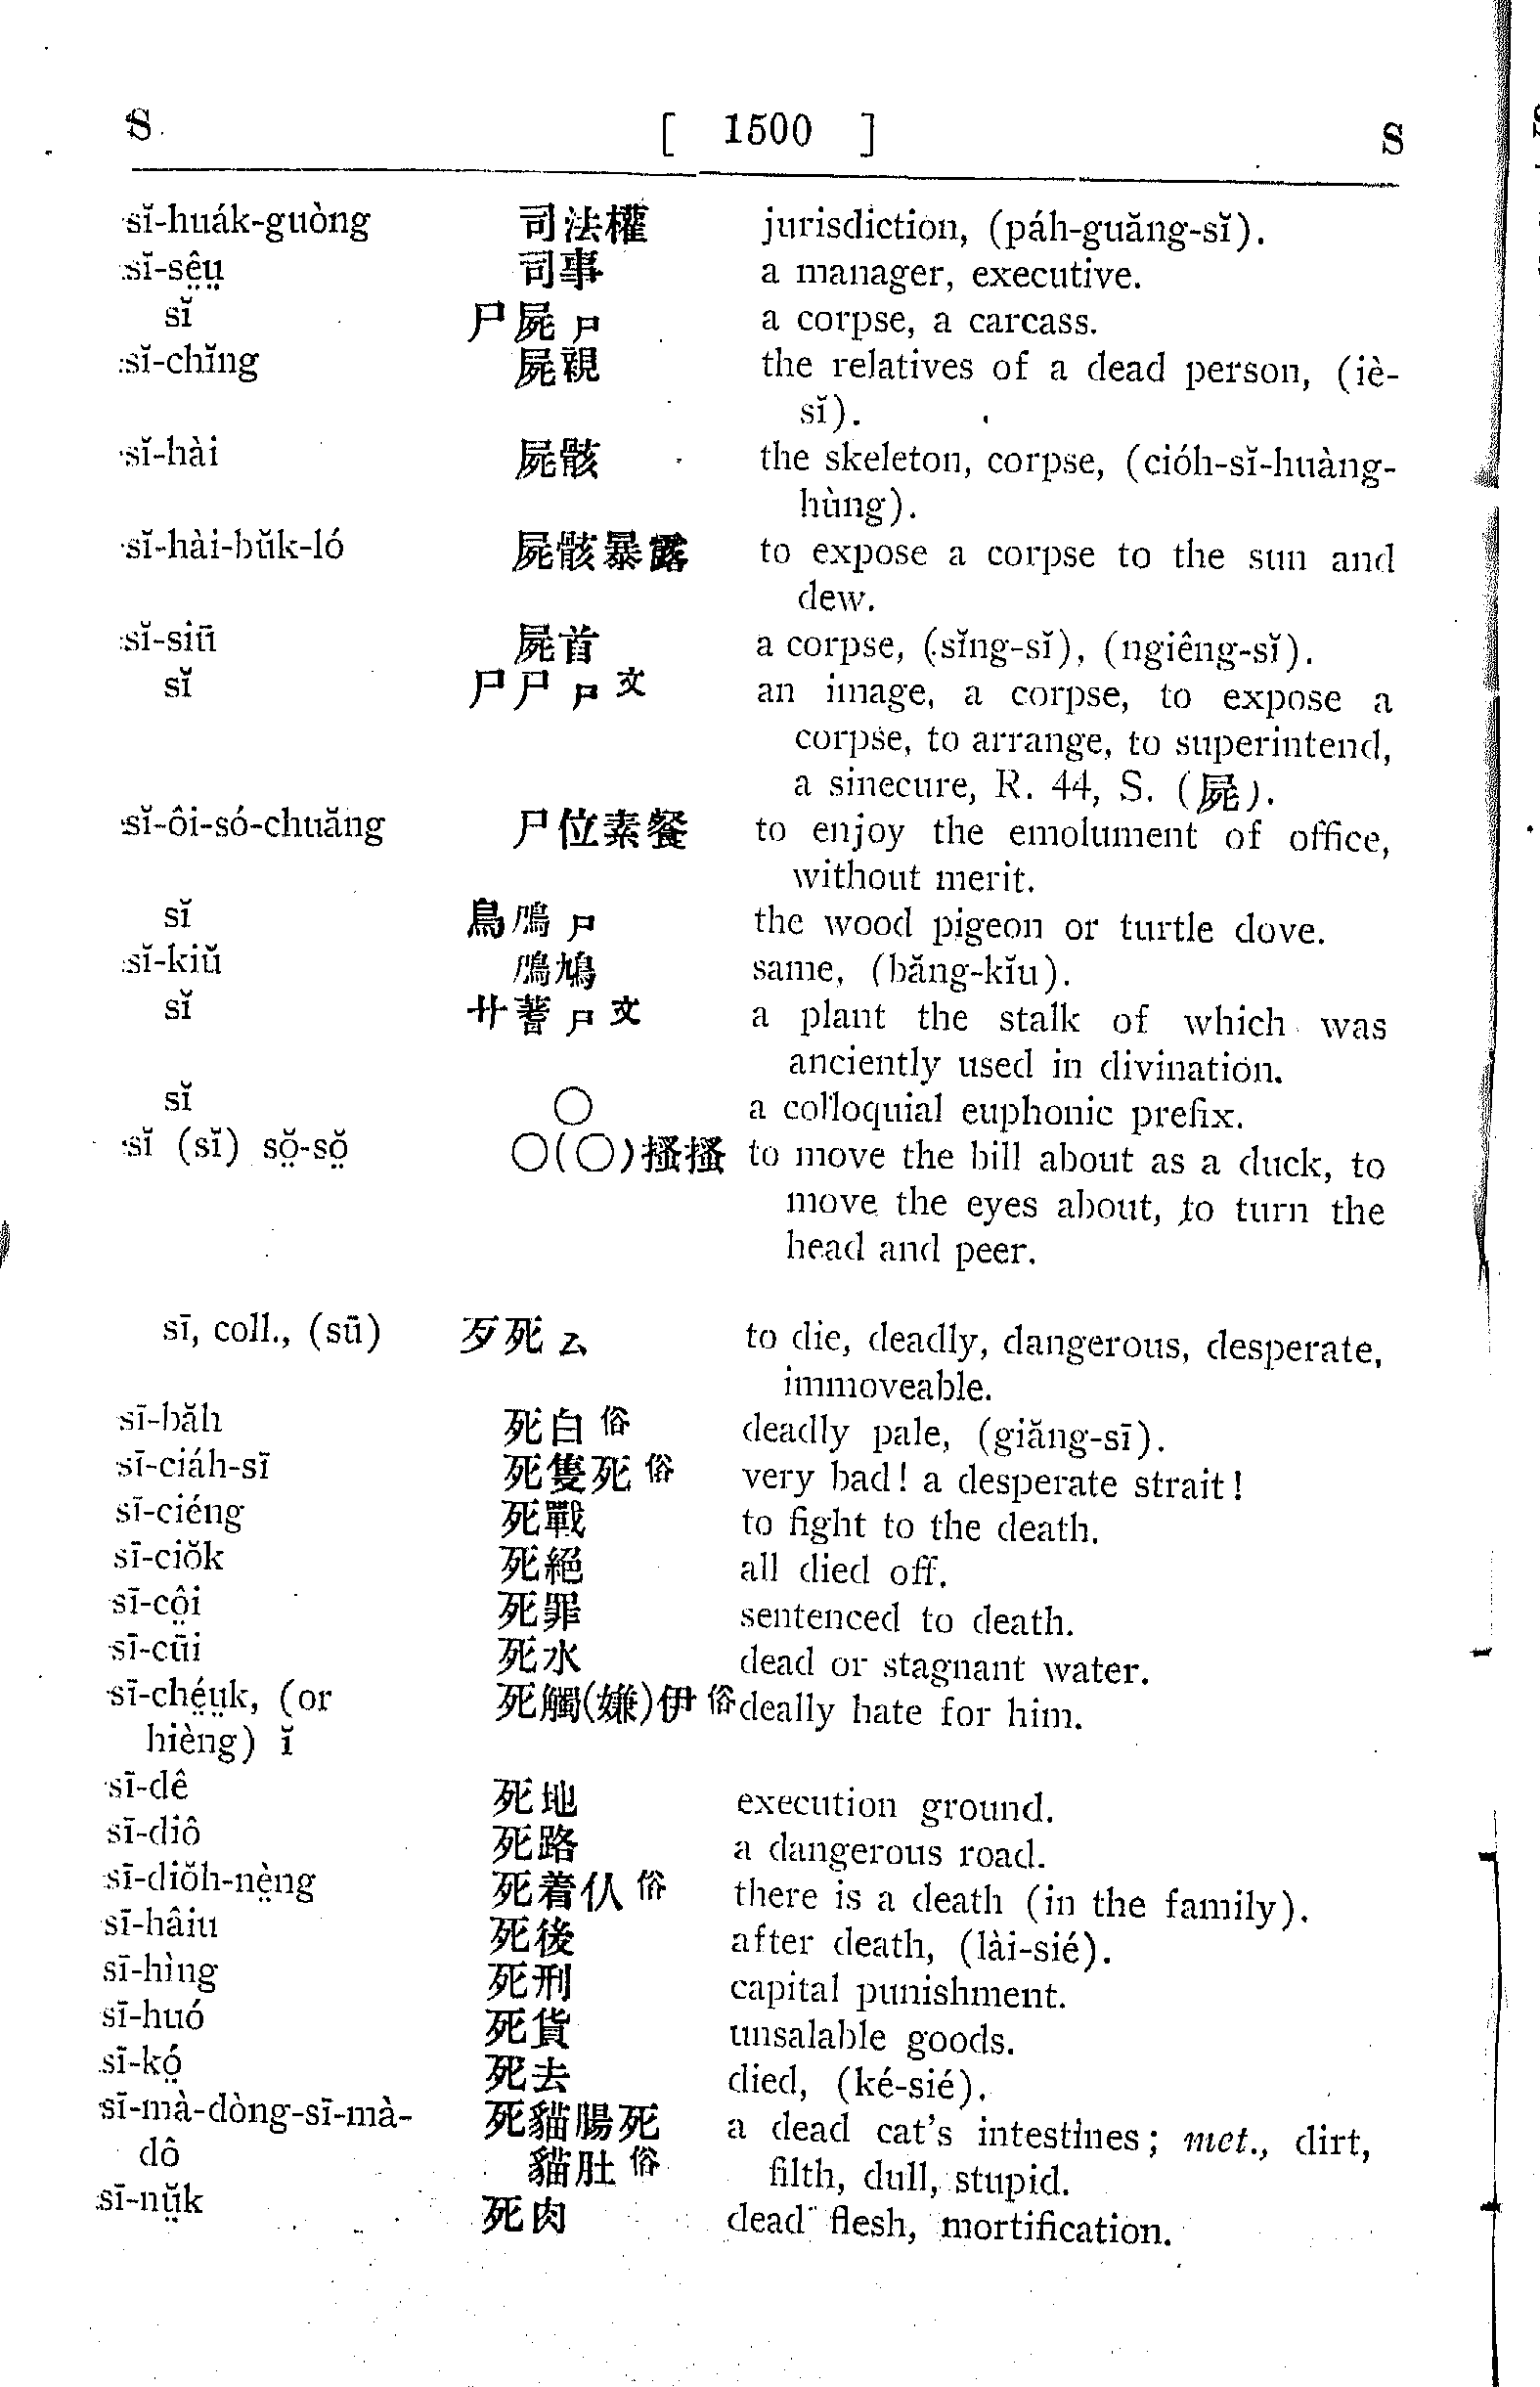 S [ 1500 ] S
sĭ-huák-guòng 司法權 jurisdiction, (páh-guăng-sĭ).
sĭ-sê̤ṳ 司事 a manager, executive.
sĭ 尸屍尸 a corpse, a carcass.
sĭ-chĭng 屍親 the relatives of a dead person, (iè-
sĭ).
sĭ-hài 屍骸 the skeleton, corpse, (cióh-sĭ-huàng-
hùng).
sĭ-hài-bŭk-ló 屍骸暴露 to expose a corpse to the sun and
dew.
sĭ-siū 屍首 a corpse, (sĭng-sĭ), (ngiêng-sĭ).
sĭ 尸尸尸文 an image, a corpse, to expose a
corpse, to arrange, to superintend,
a sinecure, R. 44, S. (屍).
sĭ-ôi-só-chuăng 尸位素餐 to enjoy the emolument of office,
without merit.
sĭ 鳥鳲尸 the wood pigeon or turtle dove.
sĭ-kiŭ 鳲鳩 same, (băng-kĭu).
sĭ 艹蓍尸文 a plant the stalk of which was
anciently used in divination.
sĭ ○ a colloquial euphonic prefix.
sĭ (sĭ) sŏ̤-sŏ̤ ○(○)搔搔 to move the bill about as a duck, to
move the eyes about, to turn the
head and peer.
sī, coll., (sū) 歹死厶 to die, deadly, dangerous, desperate,
immoveable.
sī-băh 死白俗 deadly pale, (giăng-sī).
sī-ciáh-sī 死隻死俗 very bad! a desperate strait!
sī-ciéng 死戰 to fight to the death.
sī-ciŏk 死絕 all died off.
sī-cô̤i 死罪 sentenced to death.
sī-cūi 死水 dead or stagnant water.
sī-ché̤ṳk, (or 死觸(嫌)伊俗 deally hate for him.
hièng) ĭ
sī-dê 死地 execution ground.
sī-diô 死路 a dangerous road.
sī-diŏh-nè̤ng 死着仈俗 there is a death (in the family).
sī-hâiu 死後 after death, (lài-sié).
sī-hìng 死刑 capital punishment.
sī-huó 死貨 unsalable goods.
sī-kó̤ 死去 died, (ké-sié).
sī-mà-dòng-sī-mà- 死貓腸死 a dead cat's intestines; met., dirt,
dô 貓肚俗 filth, dull, stupid.
sī-nṳ̆k 死肉 dead flesh, mortification.